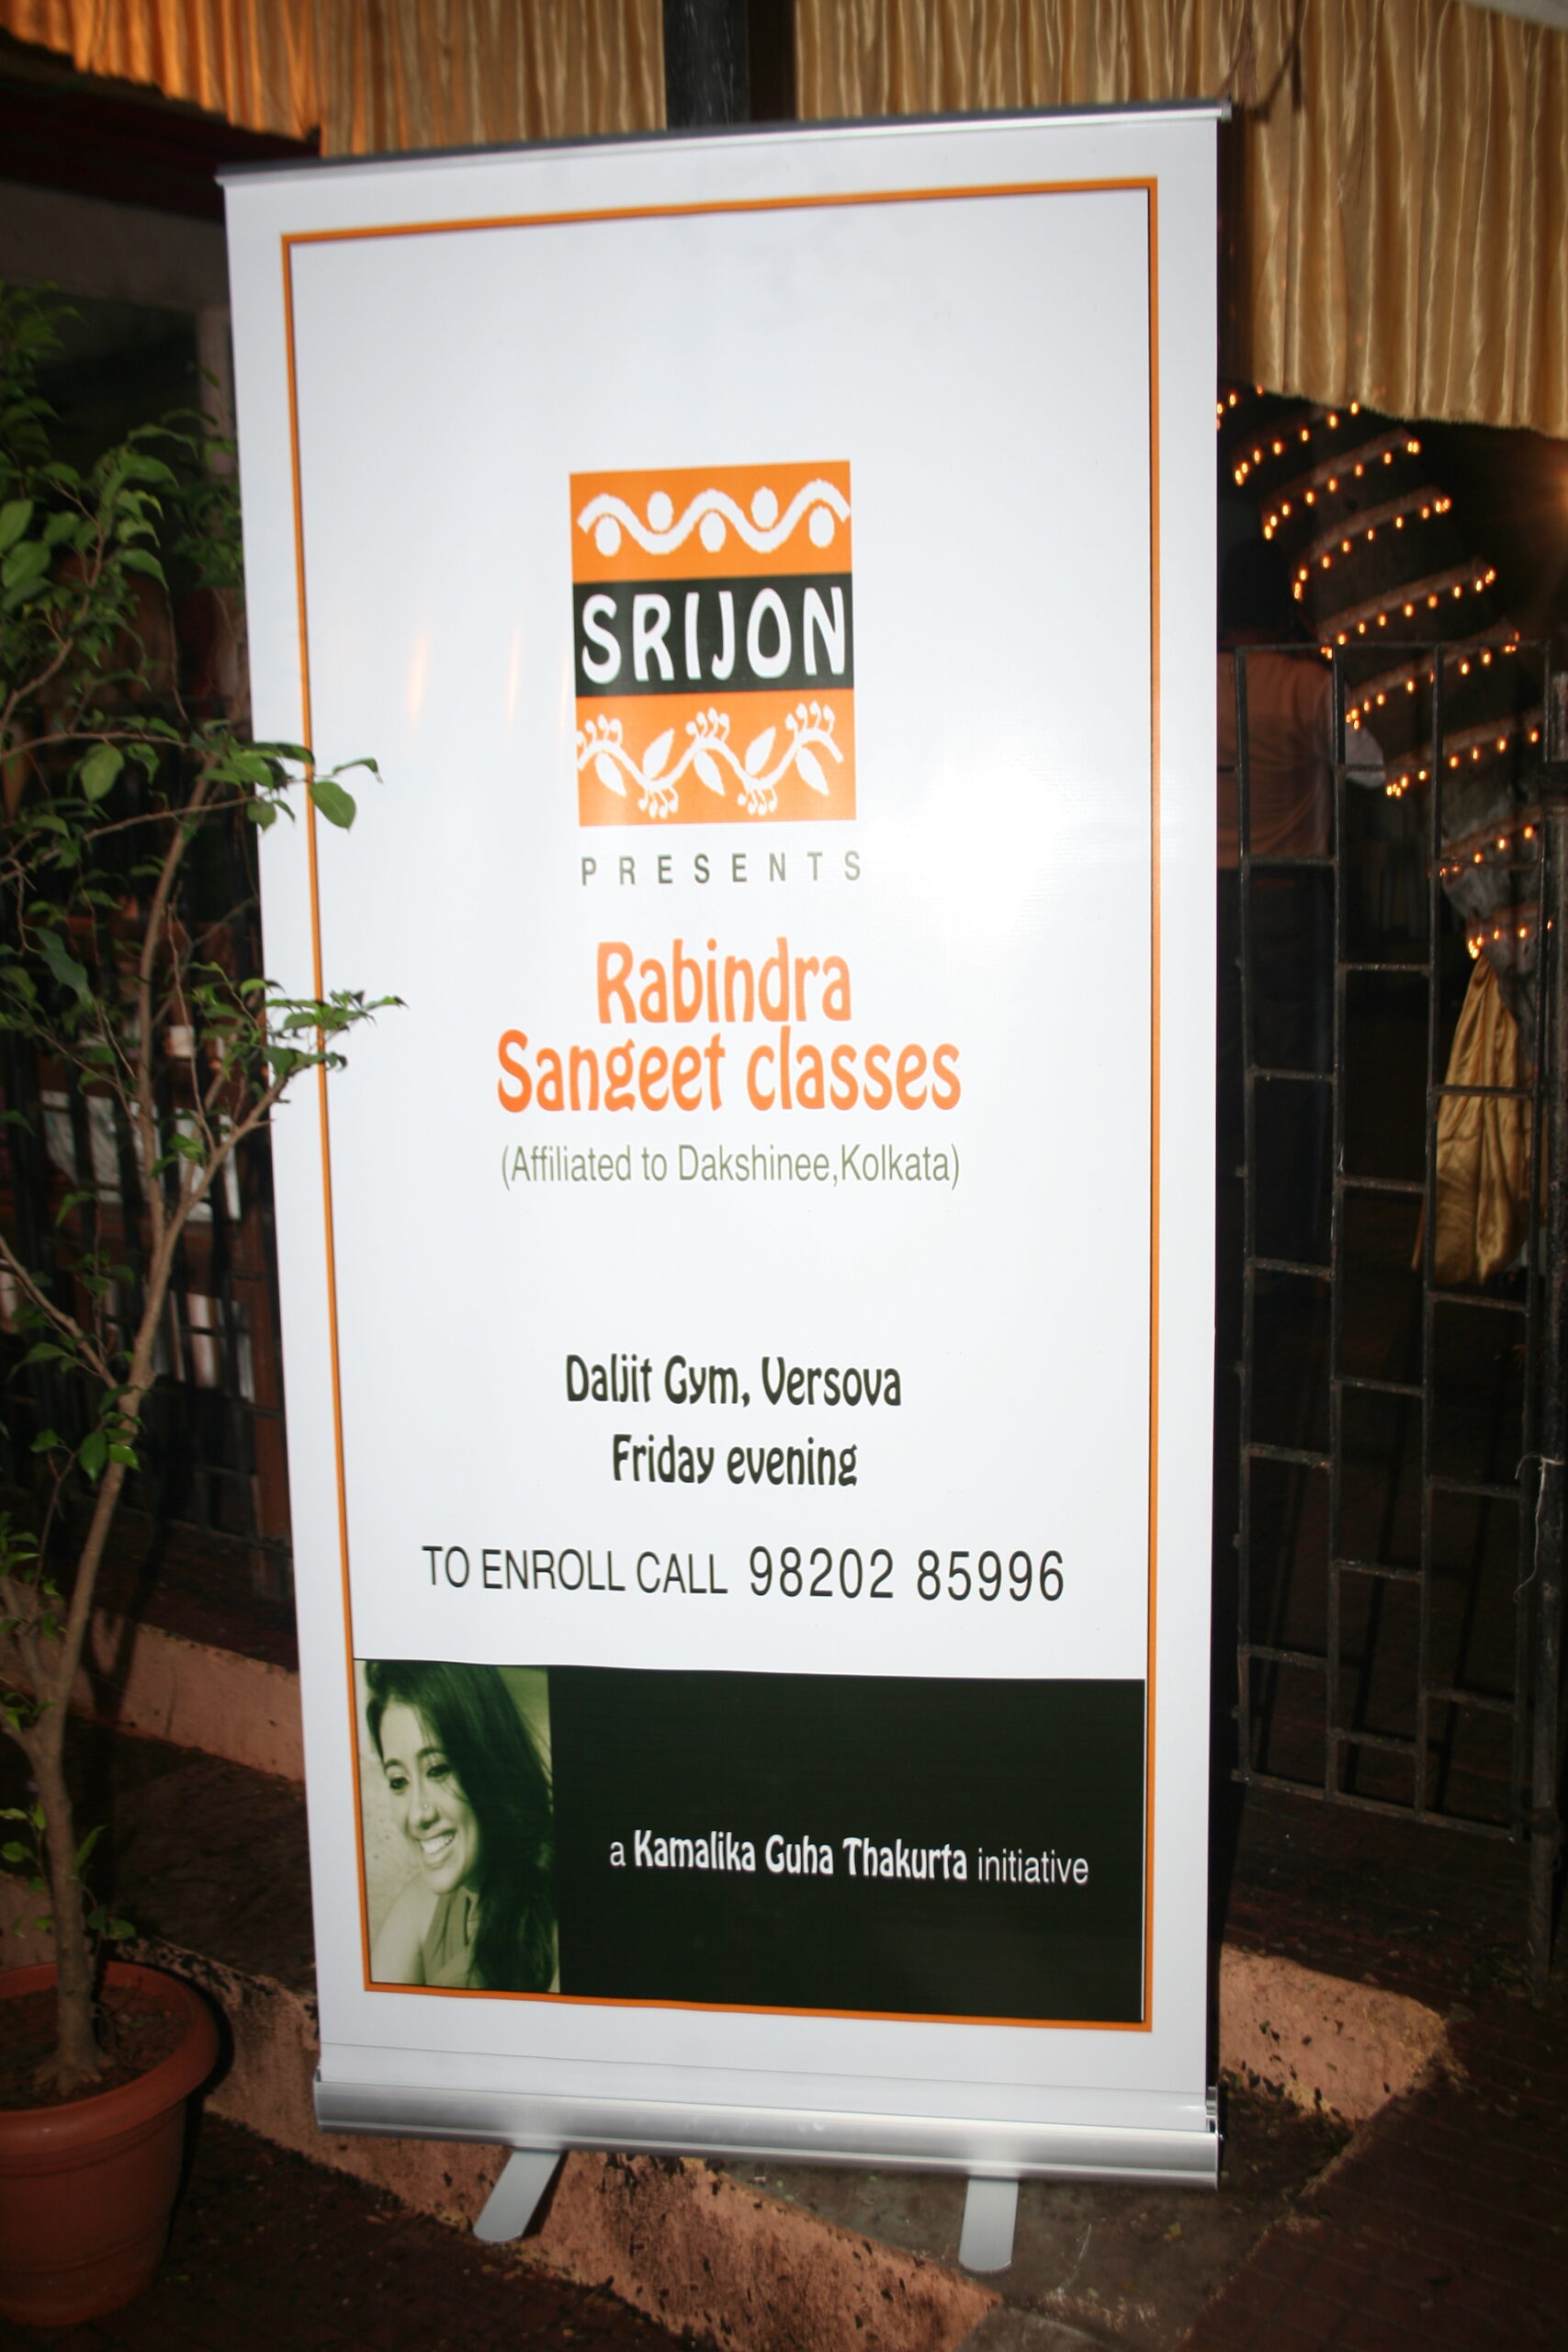 SRIJON
PRESENTS
Rabindra
Sangeet classes
(Affiliated to Dakshinee,Kolkata)
Daljit Gym, Versova
Friday evening
TO ENROLL CALL 98202 85996
a Kamalika Guha Thakurta initiative